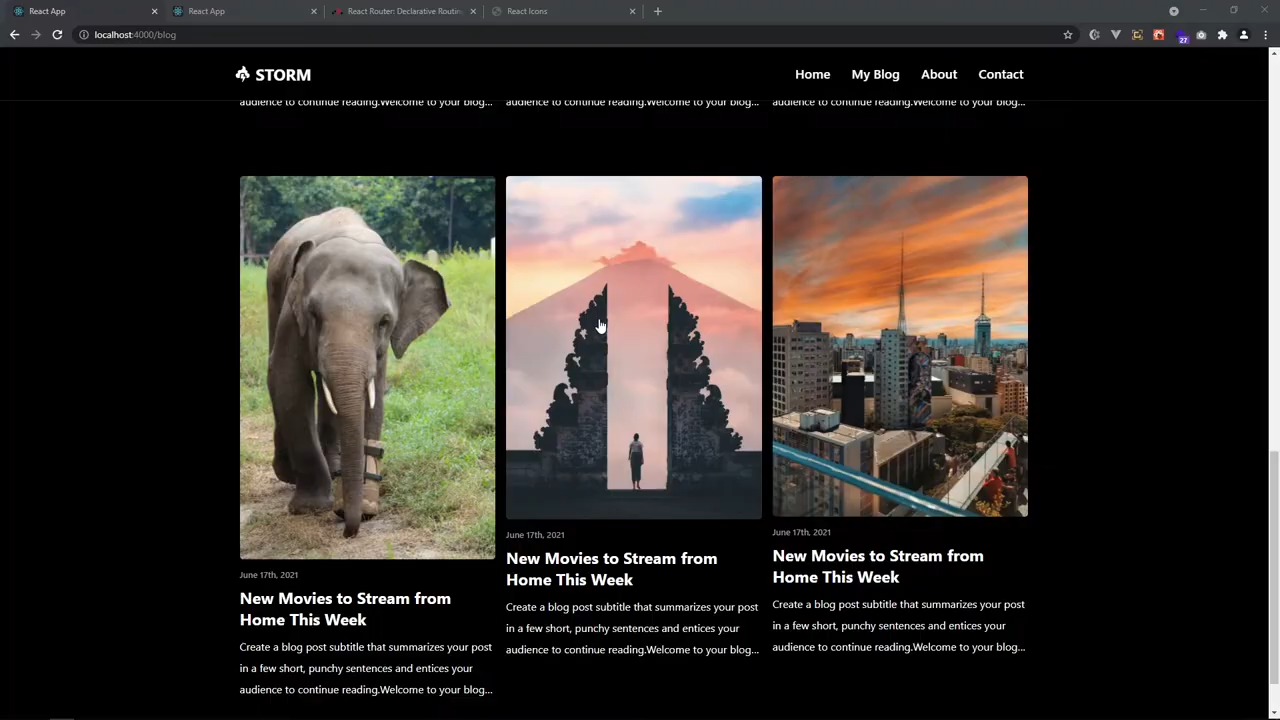 React App
React App
React Router: Declarative Routin
React Icons
localhost:4000/blog
27
STORM
Home
My Blog
About
Contact
audience to continue reading.Welcome to your blog...
audience to continue reading.Welcome to your blog...
audience to continue reading.Welcome to your blog...
June 17th, 2021
New Movies to Stream from
Home This Week
Create a blog post subtitle that summarizes your post
in a few short, punchy sentences and entices your
audience to continue reading.Welcome to your blog...
June 17th, 2021
New Movies to Stream from
Home This Week
Create a blog post subtitle that summarizes your post
in a few short, punchy sentences and entices your
audience to continue reading.Welcome to your blog...
June 17th, 2021
New Movies to Stream from
Home This Week
Create a blog post subtitle that summarizes your post
in a few short, punchy sentences and entices your
audience to continue reading.Welcome to your blog...